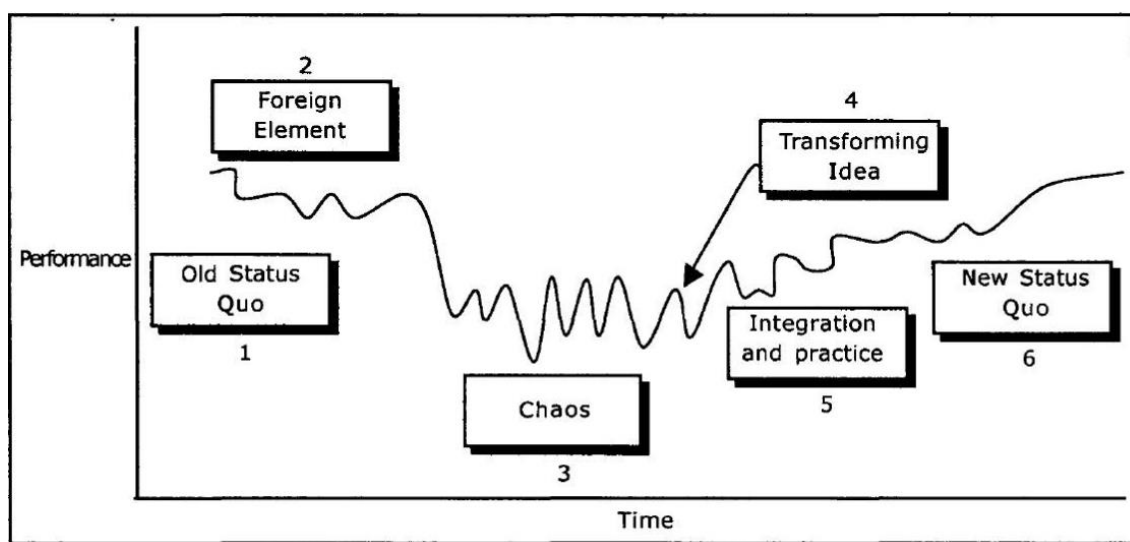 2
Foreign
Element
4
Transforming
Idea
Performance
Old Status
Quo
1
New Status
Quo
6
Integration
and practice
5
Chaos
3
Time